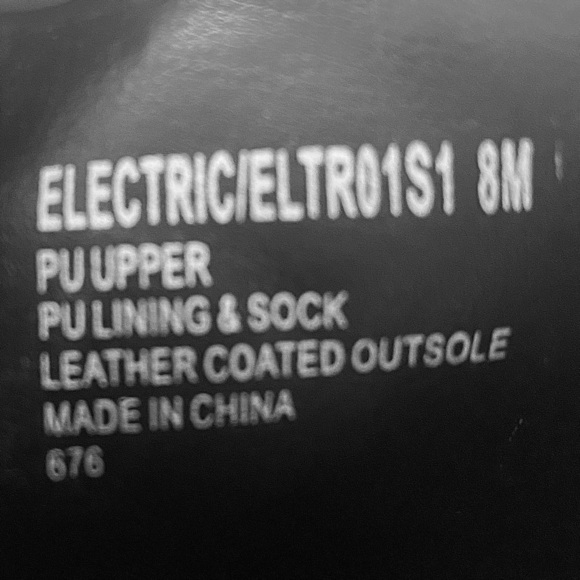 ELECTRIC/ELTR01S1 8M
PU UPPER
PU LINING & SOCK
LEATHER COATED OUTSOLE
MADE IN CHINA
676